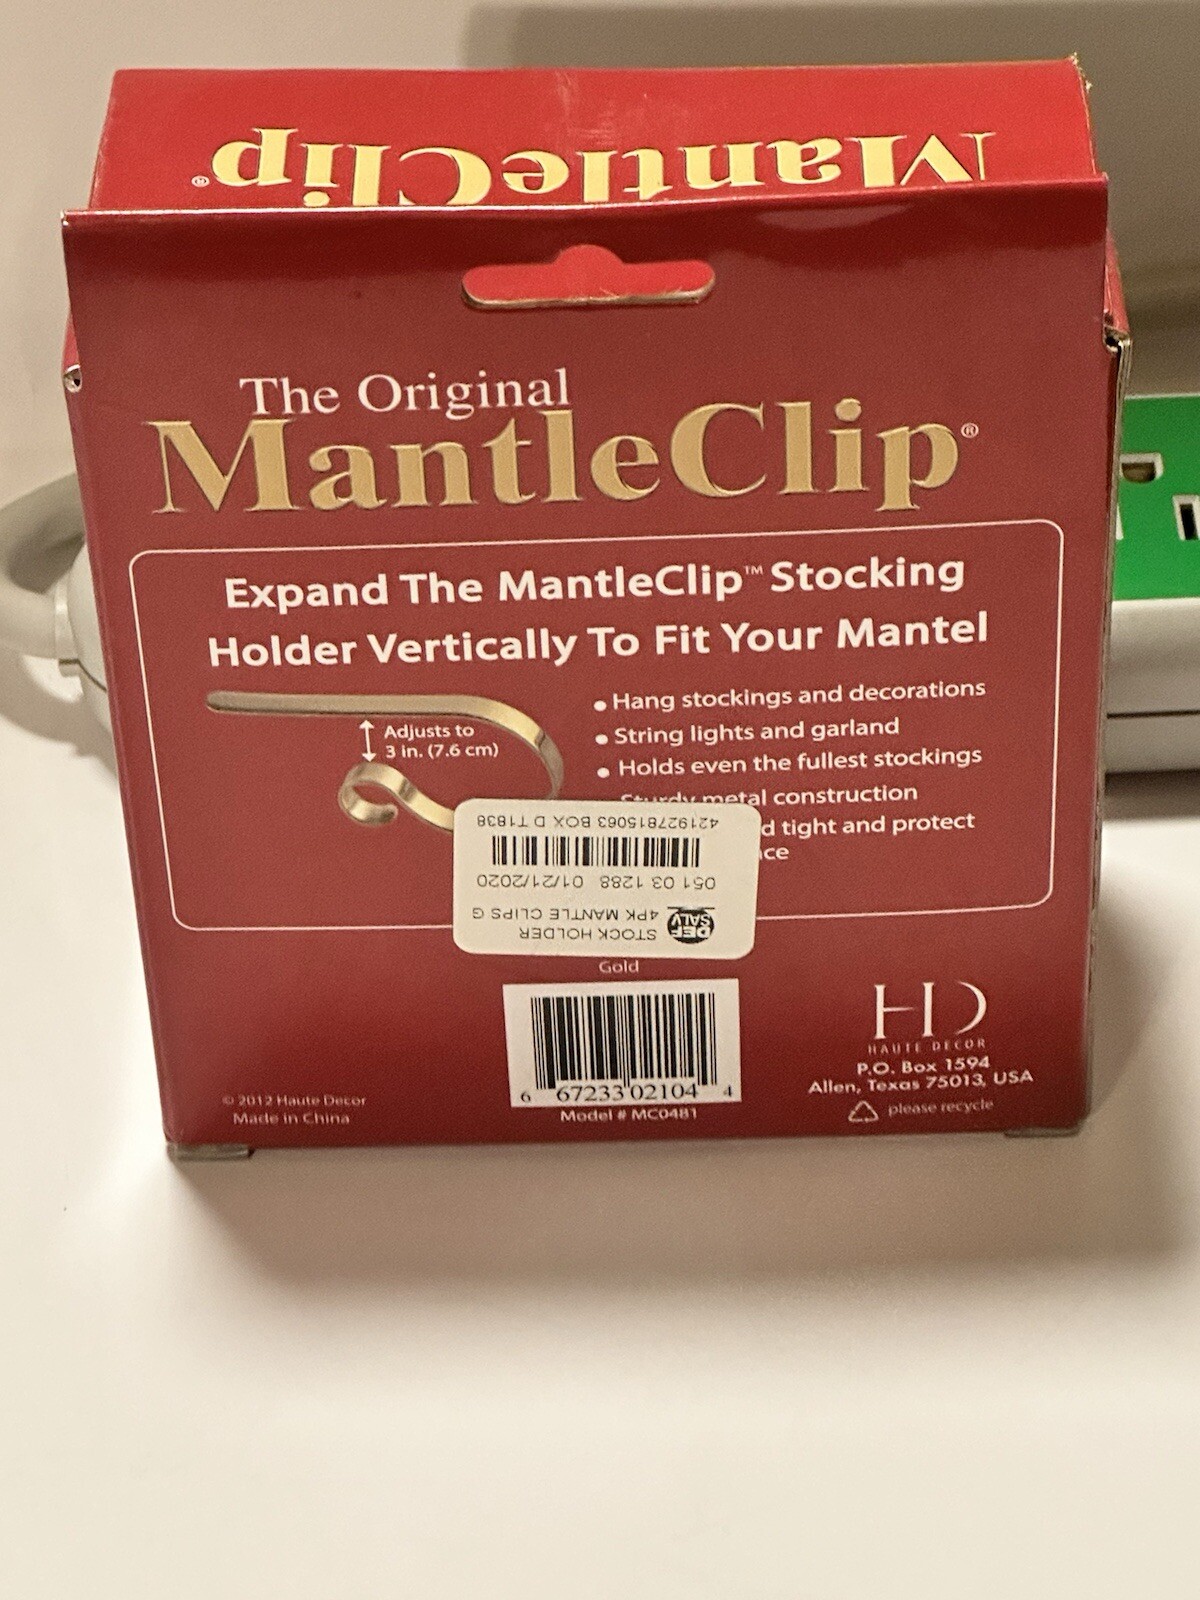 MantleClip®
The Original
MantleClip®
Expand The MantleClip™ Stocking
Holder Vertically To Fit Your Mantel
Adjusts to
3 in. (7.6 cm)
• Hang stockings and decorations
• String lights and garland
• Holds even the fullest stockings
Sturdy metal construction
tight and protect
STOCK HOLDER
4PK MANTLE CLIPS G
DEF
SALV
051 03 1288 01/21/2020
421927815063 BOX D T1838
Gold
6 67233 02104 4
Model # MC0481
© 2012 Haute Decor
Made in China
HD
HAUTE DECOR
P.O. Box 1594
Allen, Texas 75013, USA
please recycle